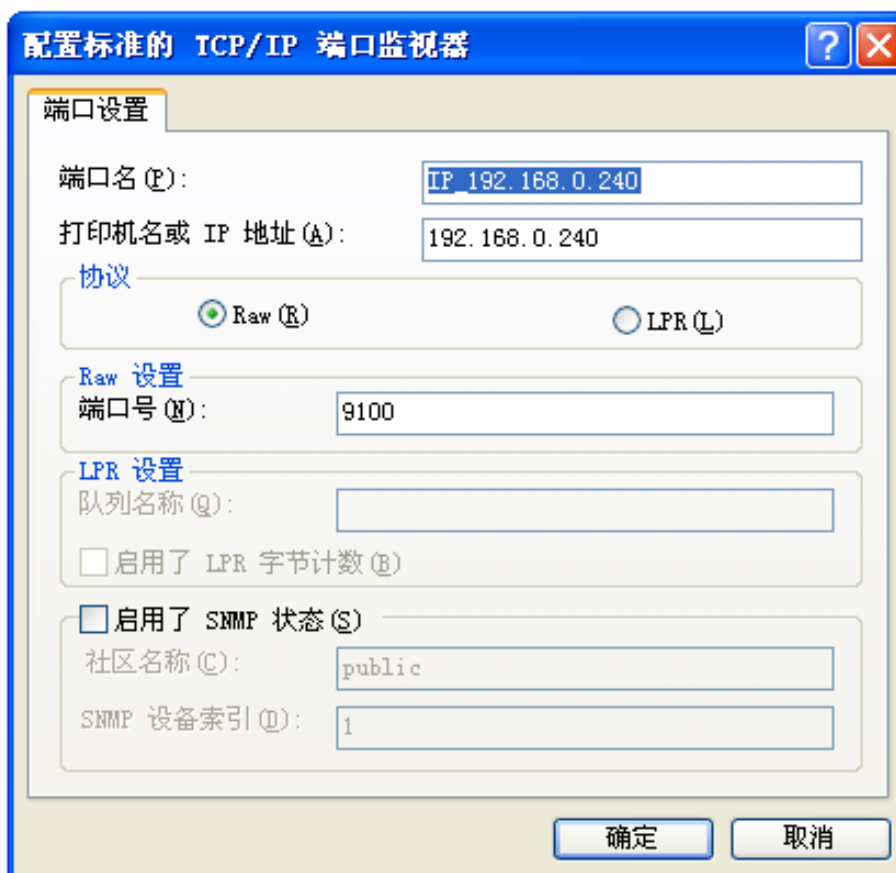 配置标准的 TCP/IP 端口监视器
端口设置
端口名(P): IP_192.168.0.240
打印机名或 IP 地址(A): 192.168.0.240
协议
Raw(R) LPR(L)
Raw 设置
端口号(N): 9100
LPR 设置
队列名称(Q):
启用了 LPR 字节计数(B)
启用了 SNMP 状态(S)
社区名称(C): public
SNMP 设备索引(D): 1
确定 取消